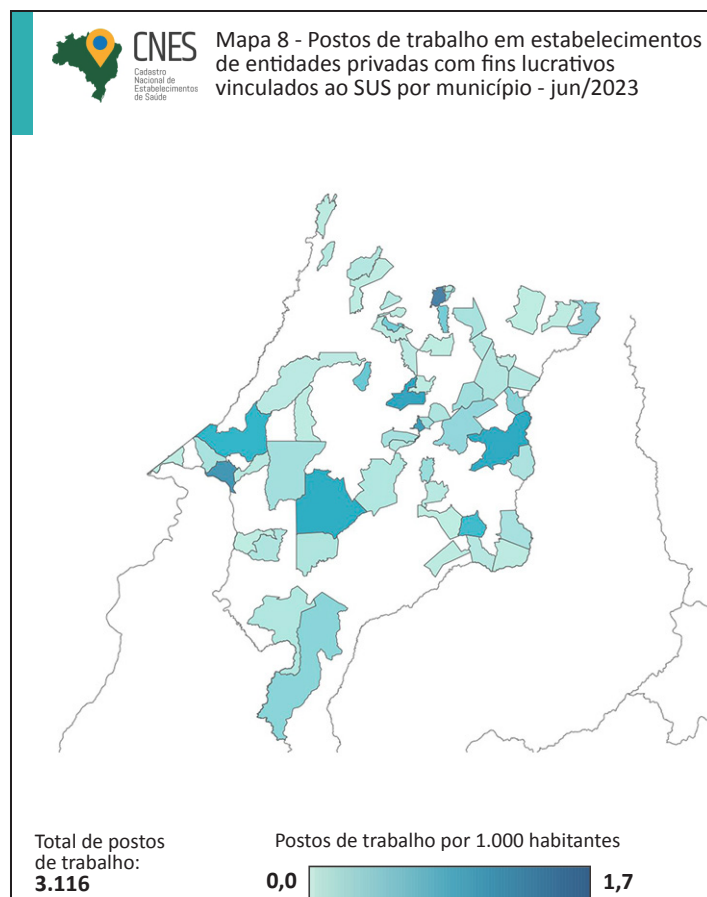 CNES
Cadastro
Nacional de
Estabelecimentos
de Saúde
Mapa 8 - Postos de trabalho em estabelecimentos
de entidades privadas com fins lucrativos
vinculados ao SUS por município - jun/2023
Total de postos
de trabalho:
3.116
Postos de trabalho por 1.000 habitantes
0,0
1,7